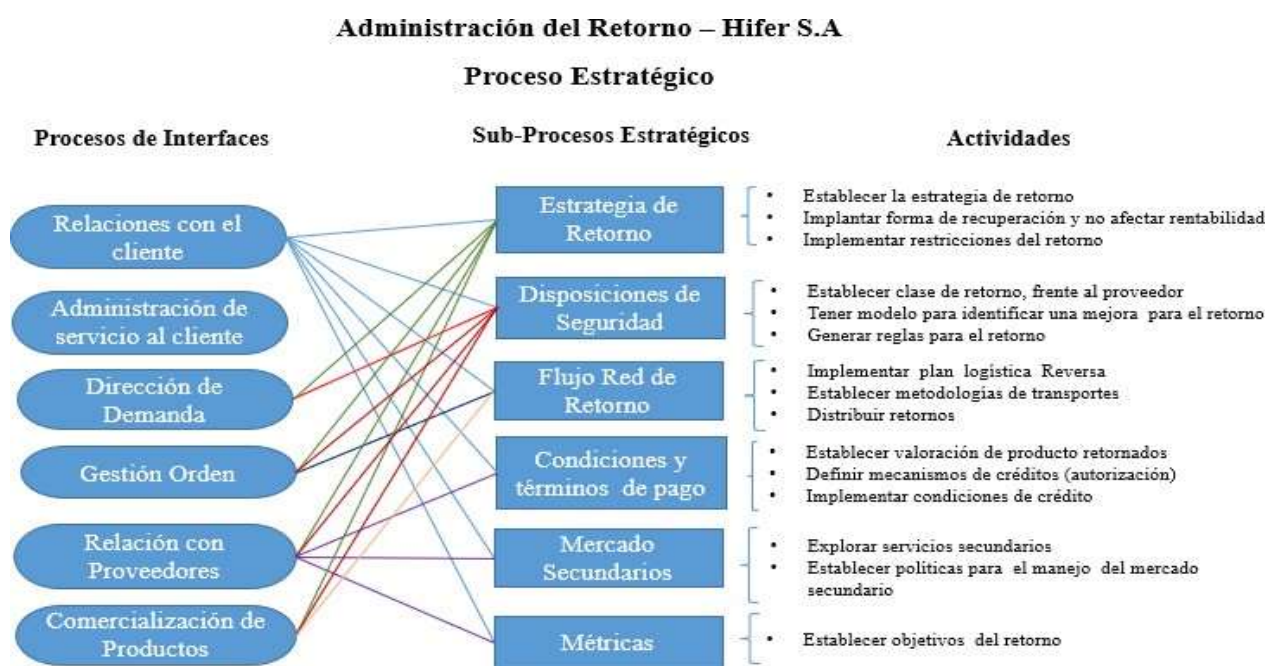 Administración del Retorno – Hifer S.A
Proceso Estratégico
Procesos de Interfaces
Sub-Procesos Estratégicos
Actividades
Relaciones con el
cliente
Administración de
servicio al cliente
Dirección de
Demanda
Gestión Orden
Relación con
Proveedores
Comercialización de
Productos
Estrategia de
Retorno
Disposiciones de
Seguridad
Flujo Red de
Retorno
Condiciones y
términos de pago
Mercado
Secundarios
Métricas
• Establecer la estrategia de retorno
• Implantar forma de recuperación y no afectar rentabilidad
• Implementar restricciones del retorno
• Establecer clase de retorno, frente al proveedor
• Tener modelo para identificar una mejora para el retorno
• Generar reglas para el retorno
• Implementar plan logística Reversa
• Establecer metodologías de transportes
• Distribuir retornos
• Establecer valoración de producto retornados
• Definir mecanismos de créditos (autorización)
• Implementar condiciones de crédito
• Explorar servicios secundarios
• Establecer políticas para el manejo del mercado
secundario
• Establecer objetivos del retorno